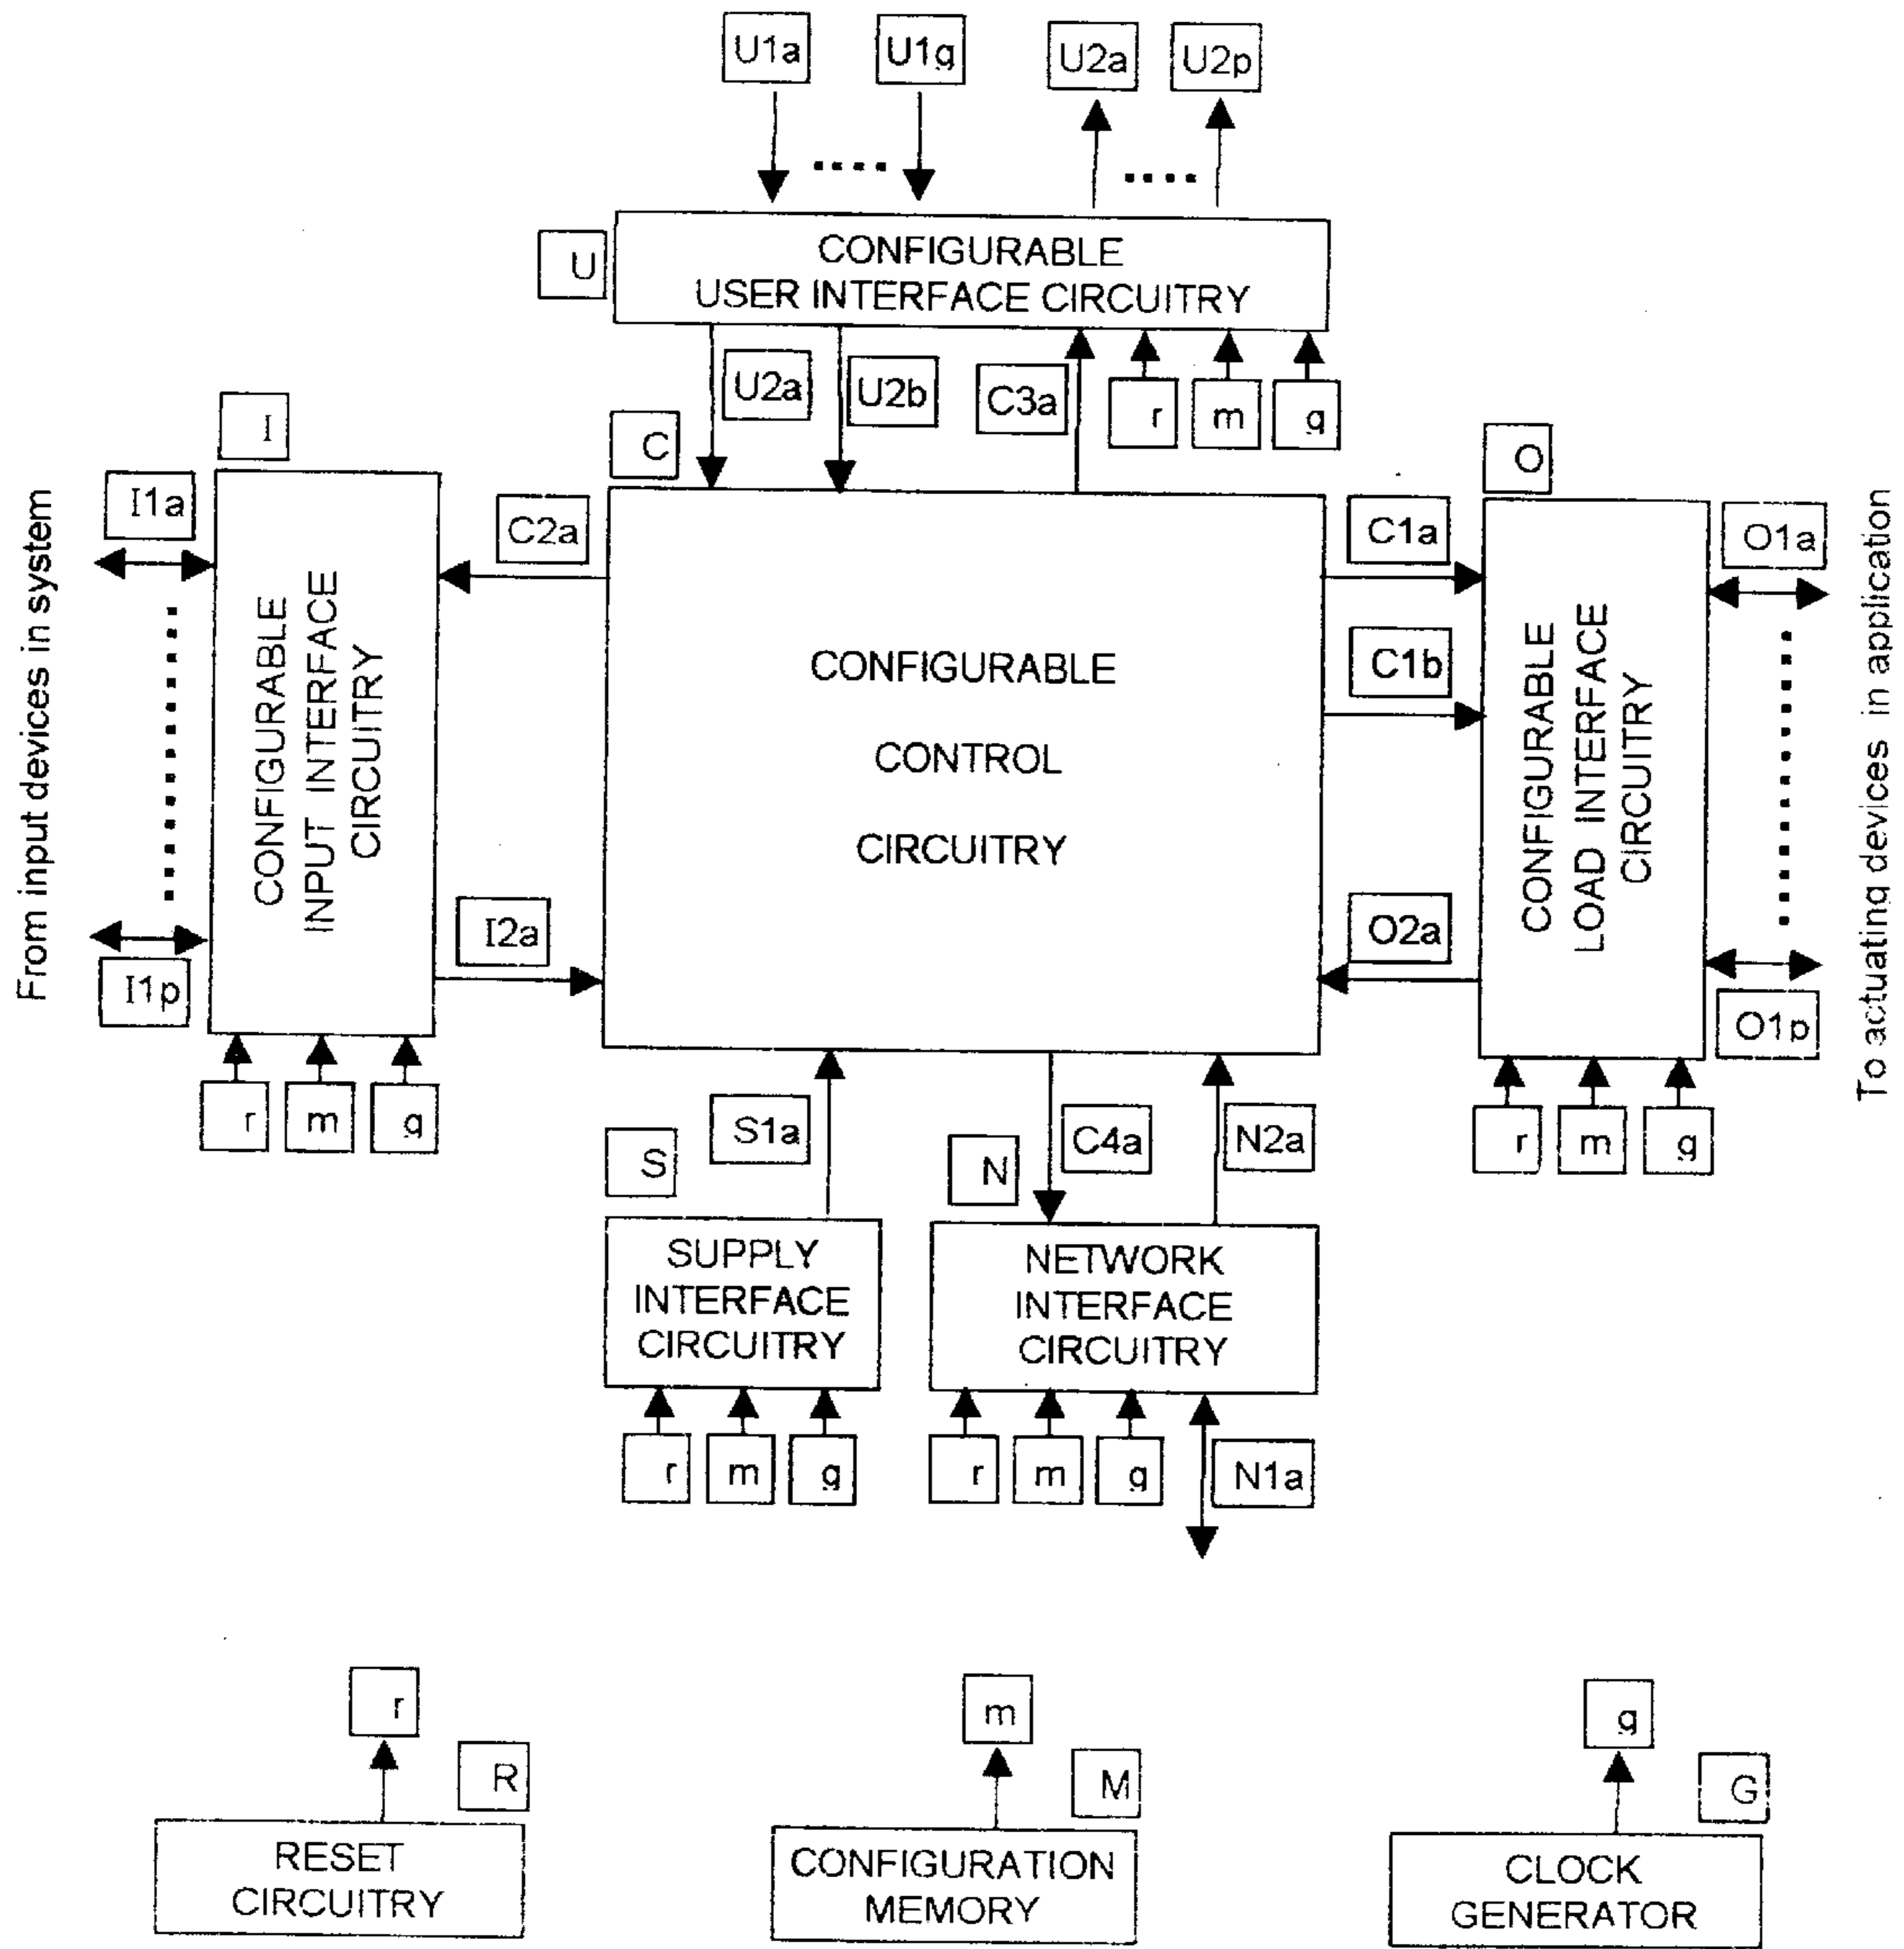 U1a U1g U2a U2p
U
CONFIGURABLE
USER INTERFACE CIRCUITRY
U2a U2b C3a r m g
I
C
O
From input devices in system
I1a
I1p
CONFIGURABLE
INPUT INTERFACE
CIRCUITRY
r m g
C2a
I2a
CONFIGURABLE
CONTROL
CIRCUITRY
C1a
C1b
O2a
CONFIGURABLE
LOAD INTERFACE
CIRCUITRY
r m g
O1a
O1p
To actuating devices in application
S
S1a
N
C4a
N2a
SUPPLY
INTERFACE
CIRCUITRY
r m g
NETWORK
INTERFACE
CIRCUITRY
r m g N1a
r
R
RESET
CIRCUITRY
m
M
CONFIGURATION
MEMORY
g
G
CLOCK
GENERATOR